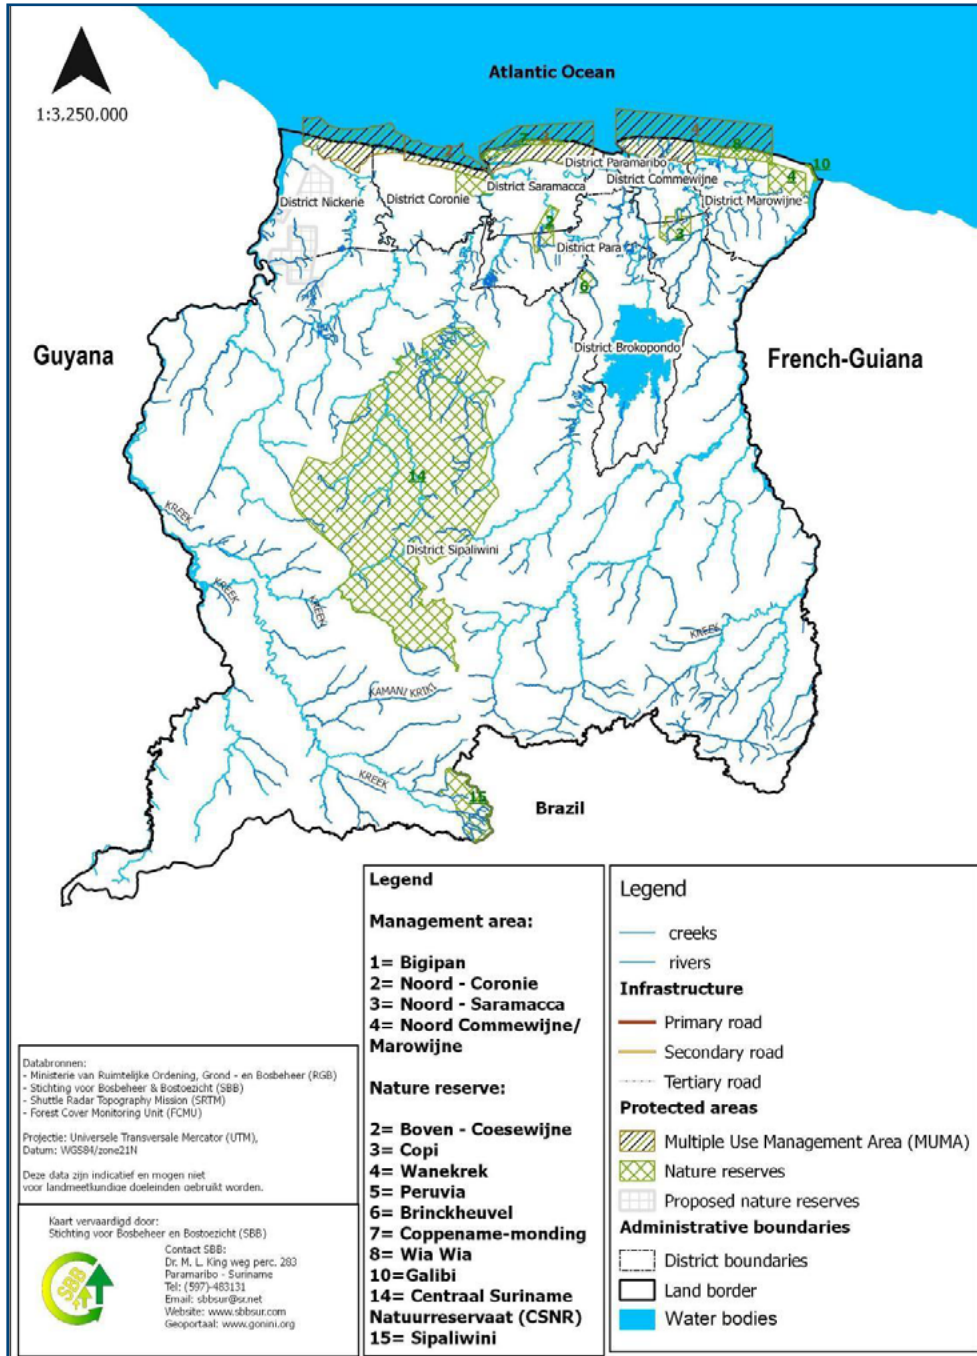 Atlantic Ocean
1:3,250,000
7
8
10
4
District Paramaribo
District Commewijne
District Saramacca
District Nickerie
District Coronie
District Marowijne
3
District Para
6
District Brokopondo
Guyana
French-Guiana
14
District Sipaliwini
KREEK
KREEK
KREEK
KREEK
KAMANI KRIKI
KREEK
15
Brazil
Legend
Management area:
1= Bigipan
2= Noord - Coronie
3= Noord - Saramacca
4= Noord Commewijne/
Marowijne
Nature reserve:
2= Boven - Coesewijne
3= Copi
4= Wanekrek
5= Peruvia
6= Brinckheuvel
7= Coppename-monding
8= Wia Wia
10=Galibi
14= Centraal Suriname
Natuurreservaat (CSNR)
15= Sipaliwini
Legend
creeks
rivers
Infrastructure
Primary road
Secondary road
Tertiary road
Protected areas
Multiple Use Management Area (MUMA)
Nature reserves
Proposed nature reserves
Administrative boundaries
District boundaries
Land border
Water bodies
Databronnen:
- Ministerie van Ruimtelijke Ordening, Grond - en Bosbeheer (RGB)
- Stichting voor Bosbeheer & Bostoezicht (SBB)
- Shuttle Radar Topography Mission (SRTM)
- Forest Cover Monitoring Unit (FCMU)
Projectie: Universele Transversale Mercator (UTM),
Datum: WGS84/zone21N
Deze data zijn indicatief en mogen niet
voor landmeetkundige doeleinden gebruikt worden.
Kaart vervaardigd door:
Stichting voor Bosbeheer en Bostoezicht (SBB)
SBB
Contact SBB:
Dr. M. L. King weg perc. 283
Paramaribo - Suriname
Tel: (597)-483131
Email: sbbsur@sr.net
Website: www.sbbsur.com
Geoportaal: www.gonini.org